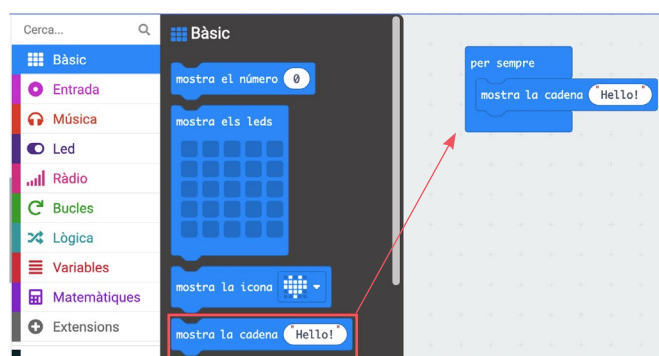 Cerca...
Bàsic
Entrada
Música
Led
Ràdio
Bucles
Lògica
Variables
Matemàtiques
Extensions
Bàsic
mostra el número 0
mostra els leds
mostra la icona
mostra la cadena "Hello!"
per sempre
mostra la cadena "Hello!"